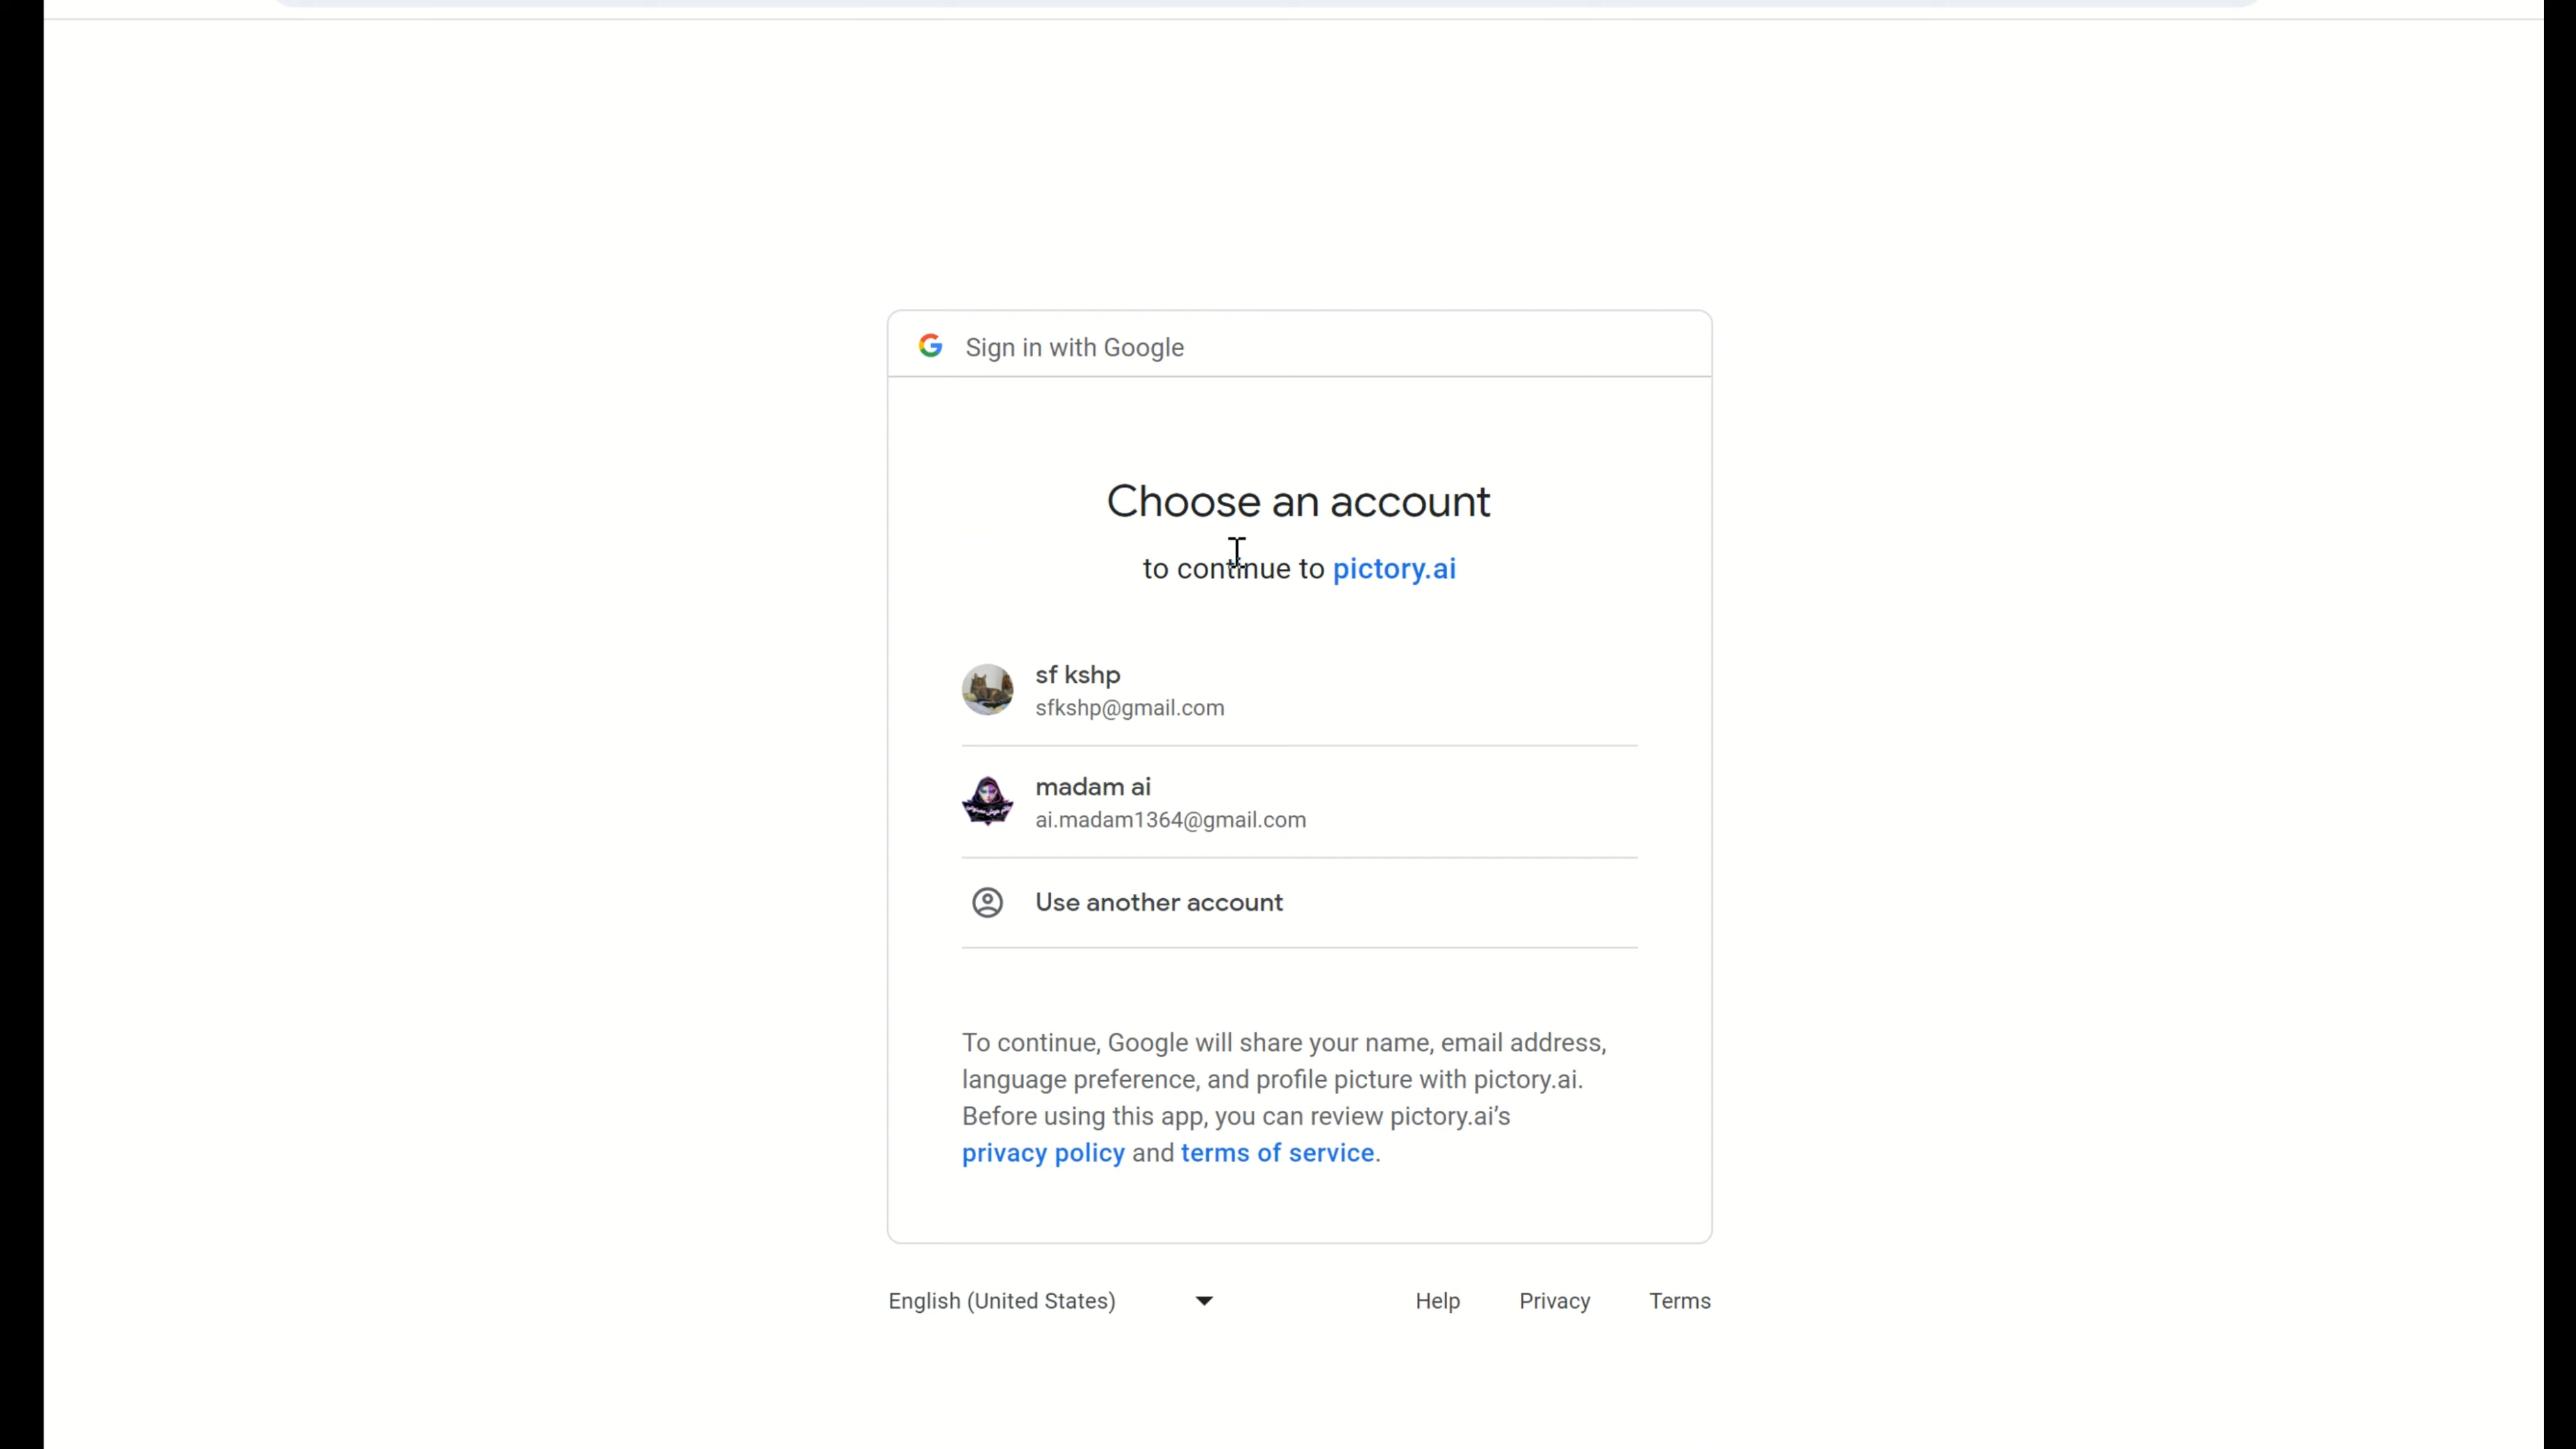 Sign in with Google
Choose an account
to continue to pictory.ai
sf kshp
sfkshp@gmail.com
madam ai
ai.madam1364@gmail.com
Use another account
To continue, Google will share your name, email address,
language preference, and profile picture with pictory.ai.
Before using this app, you can review pictory.ai’s
privacy policy and terms of service.
English (United States)
Help
Privacy
Terms